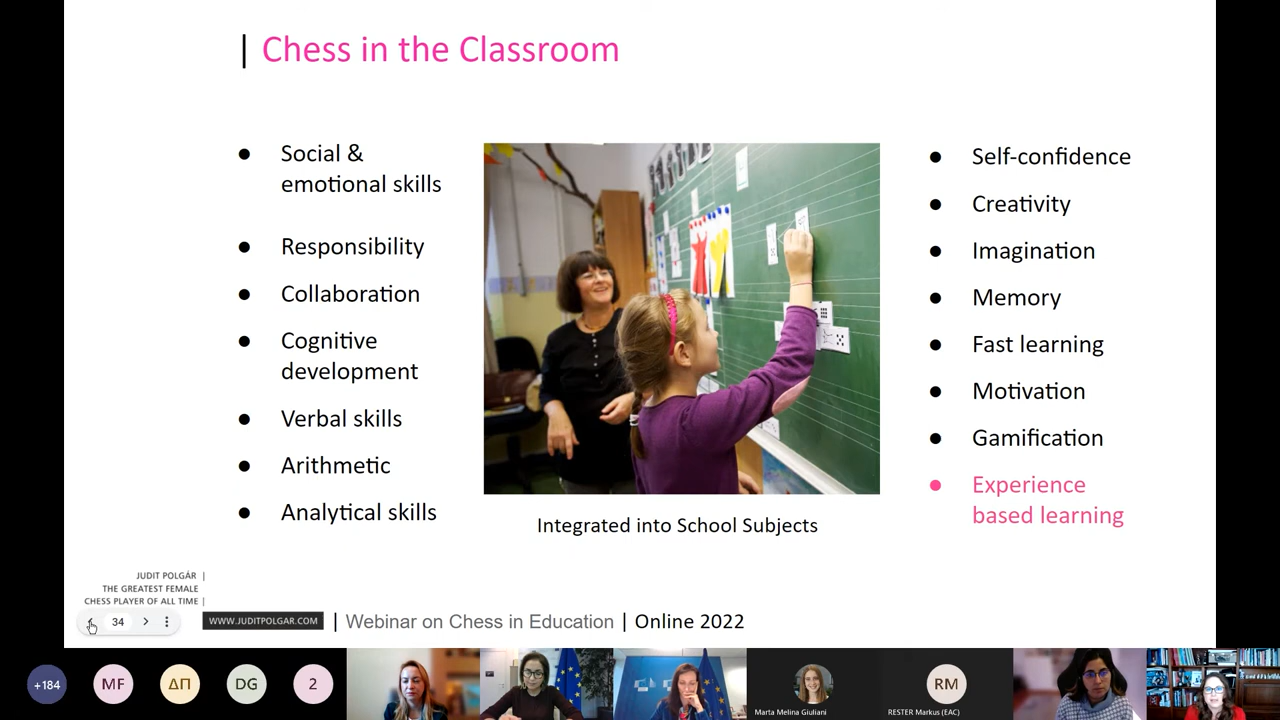 | Chess in the Classroom
● Social &
emotional skills
● Responsibility
● Collaboration
● Cognitive
development
● Verbal skills
● Arithmetic
● Analytical skills
Integrated into School Subjects
● Self-confidence
● Creativity
● Imagination
● Memory
● Fast learning
● Motivation
● Gamification
● Experience
based learning
JUDIT POLGÁR |
THE GREATEST FEMALE
CHESS PLAYER OF ALL TIME |
34
WWW.JUDITPOLGAR.COM | Webinar on Chess in Education | Online 2022
+184
MF
ΔΠ
DG
2
Marta Melina Giuliani
RM
RESTER Markus (EAC)